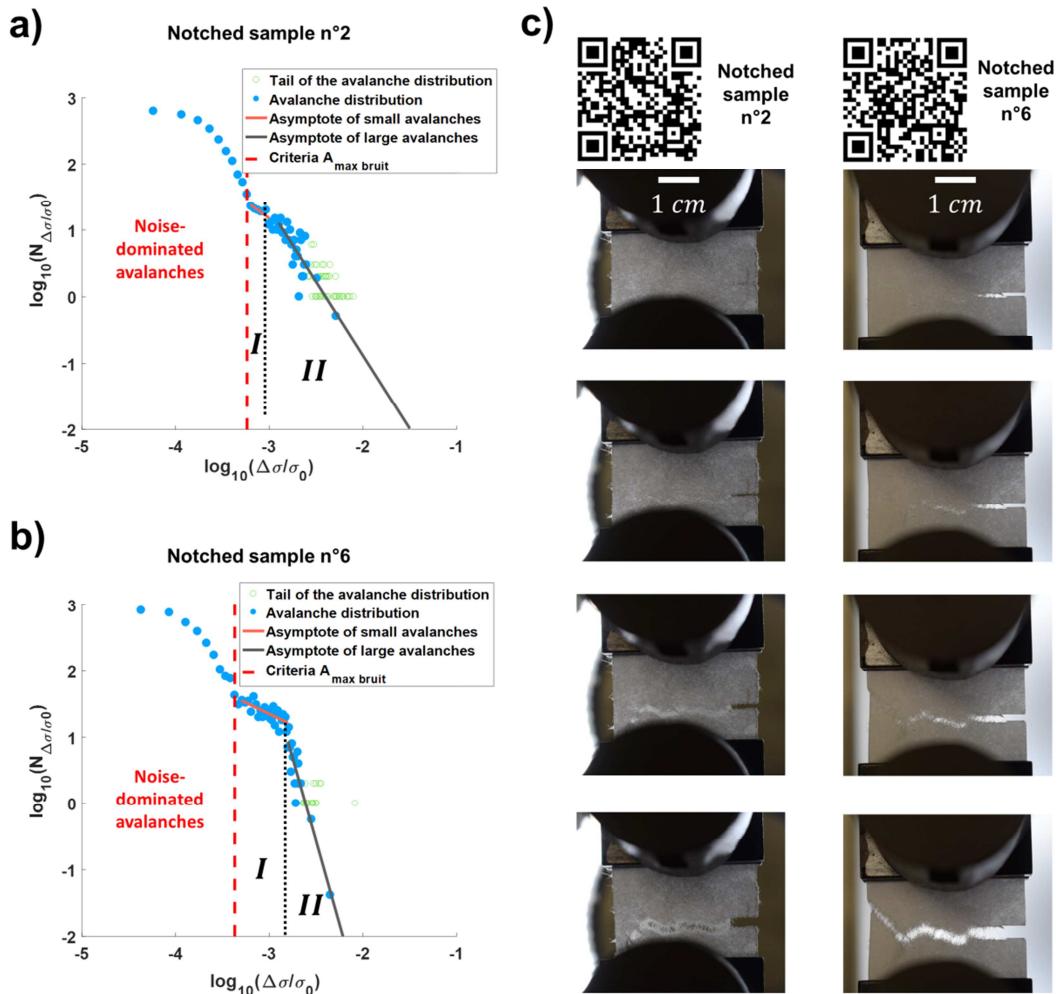 a)
Notched sample n°2
Tail of the avalanche distribution
Avalanche distribution
Asymptote of small avalanches
Asymptote of large avalanches
Criteria A max bruit
log10(NΔσ/σ0)
3
2
1
0
-1
-2
Noise-
dominated
avalanches
I
II
-5
-4
-3
-2
-1
log10(Δσ/σ0)
b)
Notched sample n°6
Tail of the avalanche distribution
Avalanche distribution
Asymptote of small avalanches
Asymptote of large avalanches
Criteria A max bruit
log10(NΔσ/σ0)
3
2
1
0
-1
-2
Noise-
dominated
avalanches
I
II
-5
-4
-3
-2
-1
log10(Δσ/σ0)
c)
Notched
sample
n°2
Notched
sample
n°6
1 cm
1 cm